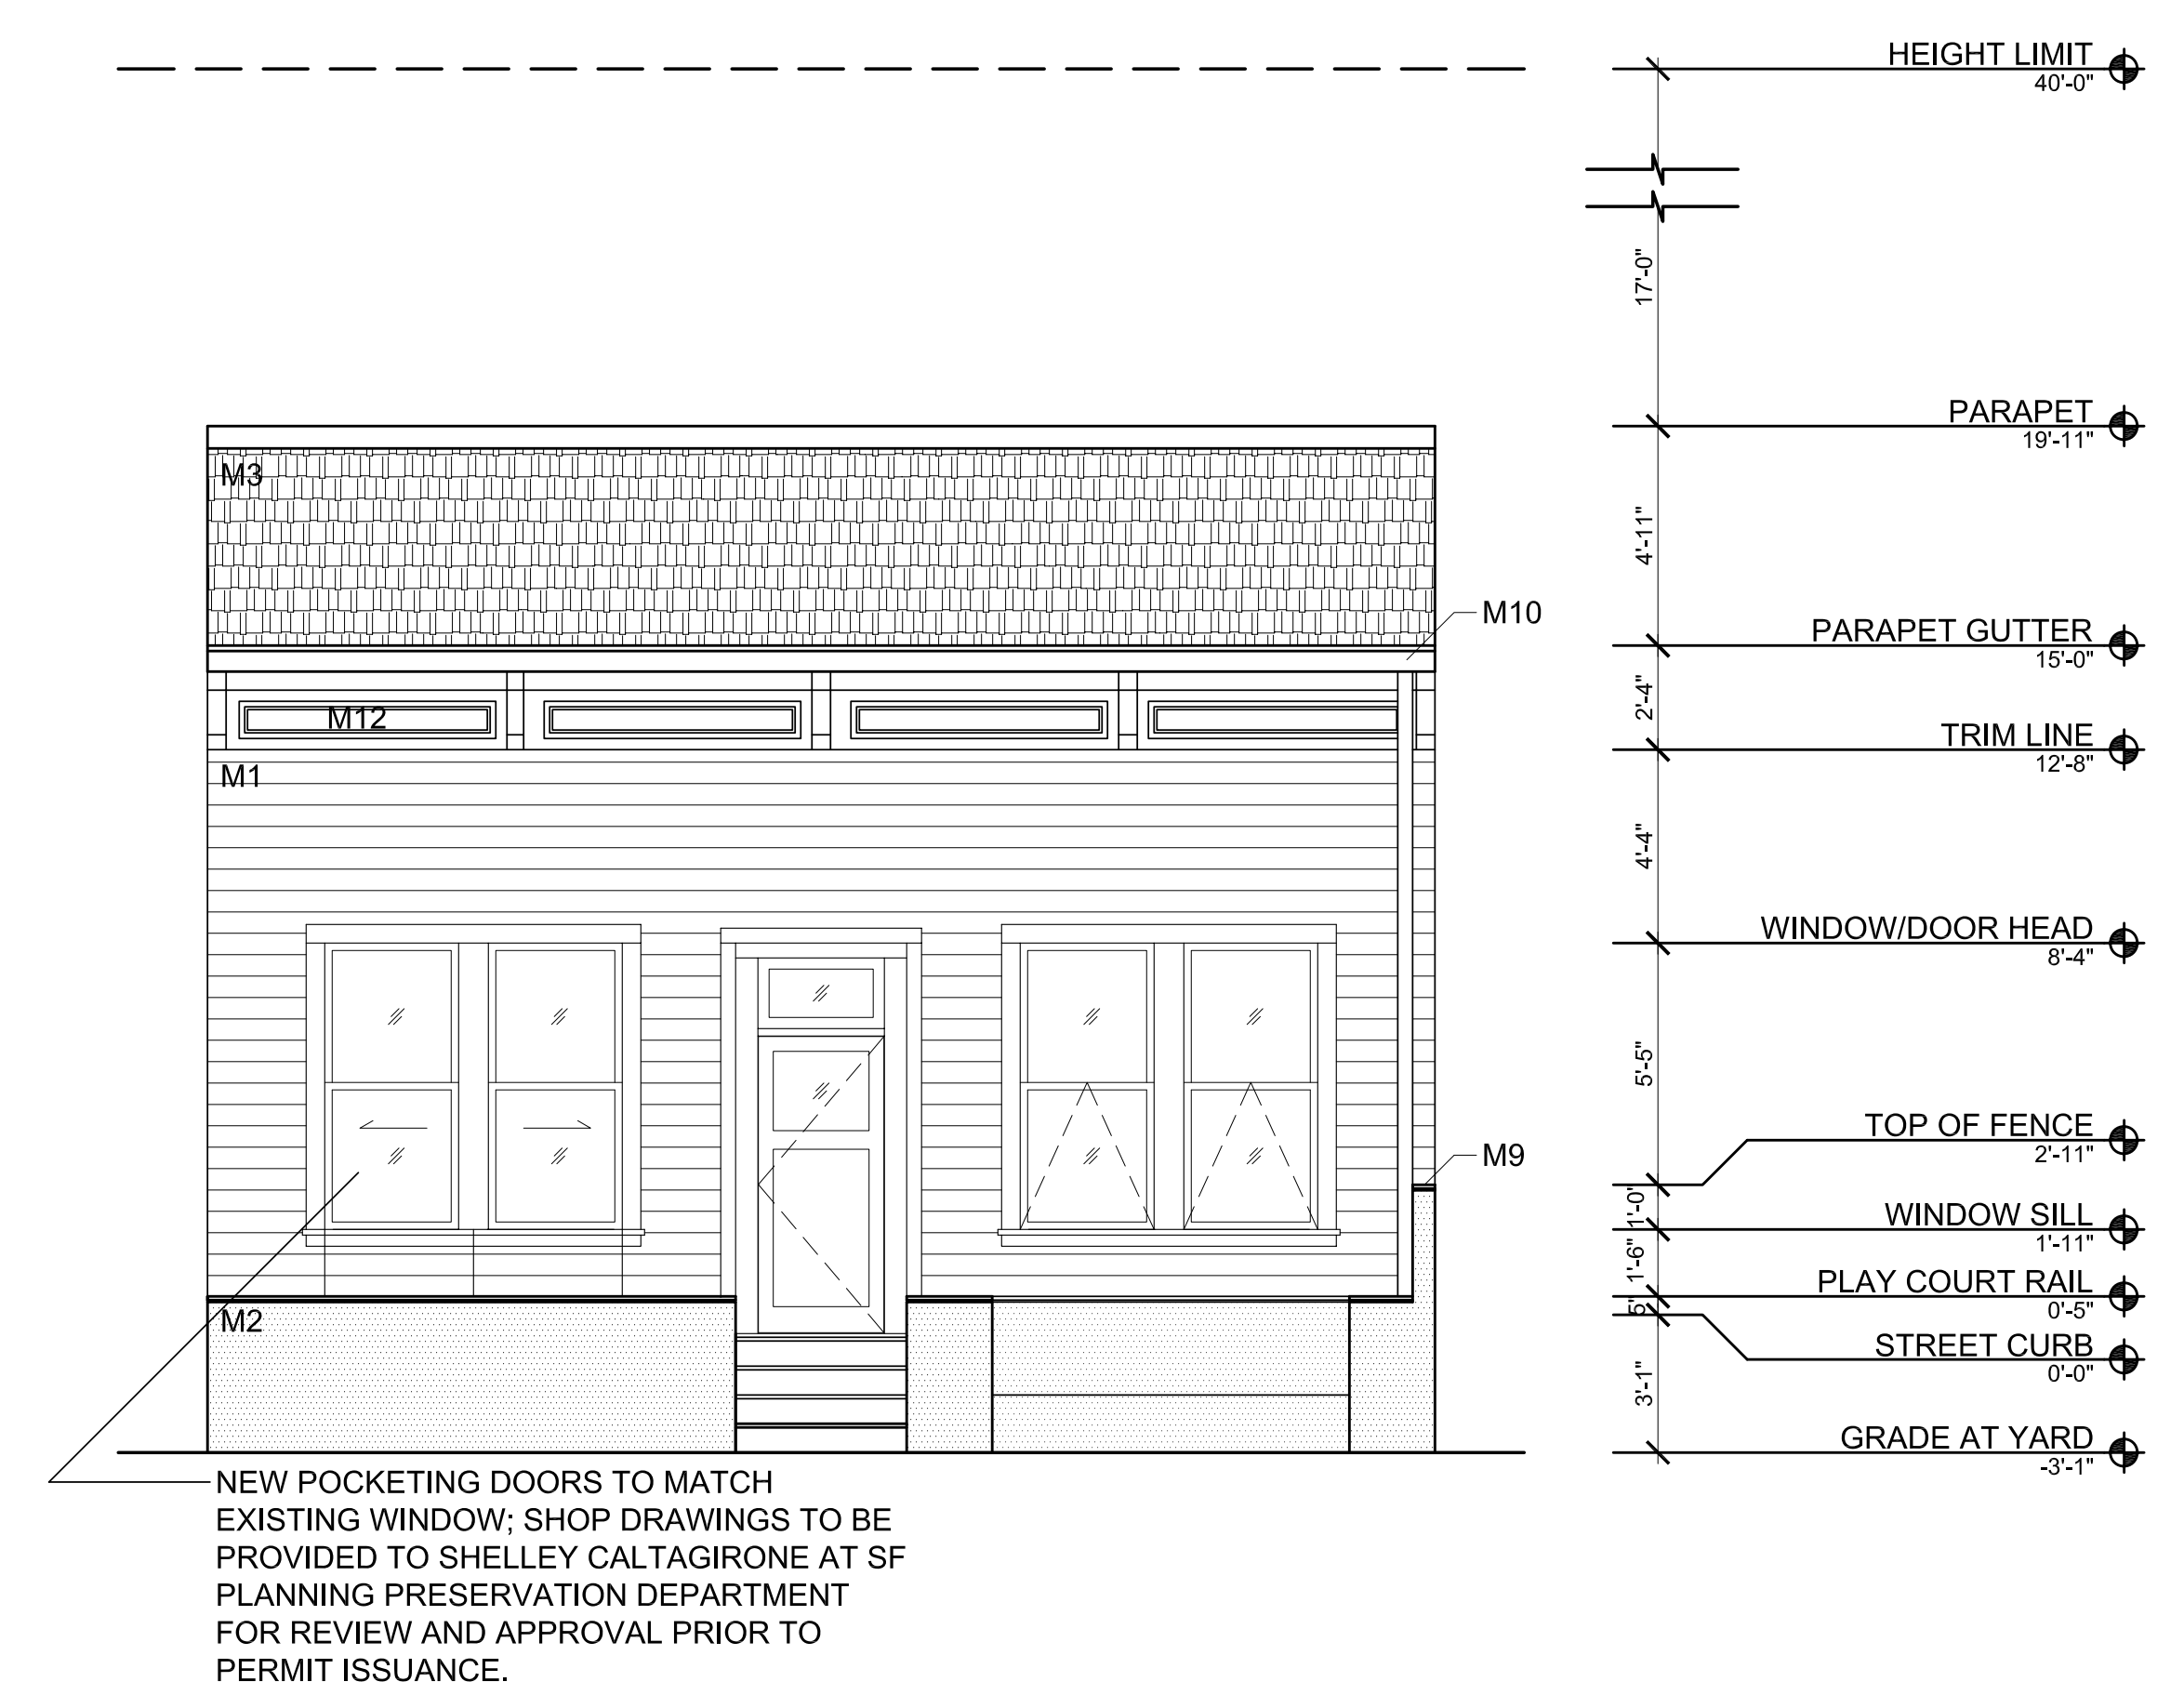 HEIGHT LIMIT
40'-0"
17'-0"
PARAPET
19'-11"
M3
4'-11"
M10
PARAPET GUTTER
15'-0"
2'-4"
M12
TRIM LINE
12'-8"
M1
4'-4"
WINDOW/DOOR HEAD
8'-4"
5'-5"
TOP OF FENCE
2'-11"
M9
1'-0"
WINDOW SILL
1'-11"
1'-6"
PLAY COURT RAIL
0'-5"
5"
M2
STREET CURB
0'-0"
3'-1"
GRADE AT YARD
-3'-1"
NEW POCKETING DOORS TO MATCH
EXISTING WINDOW; SHOP DRAWINGS TO BE
PROVIDED TO SHELLEY CALTAGIRONE AT SF
PLANNING PRESERVATION DEPARTMENT
FOR REVIEW AND APPROVAL PRIOR TO
PERMIT ISSUANCE.